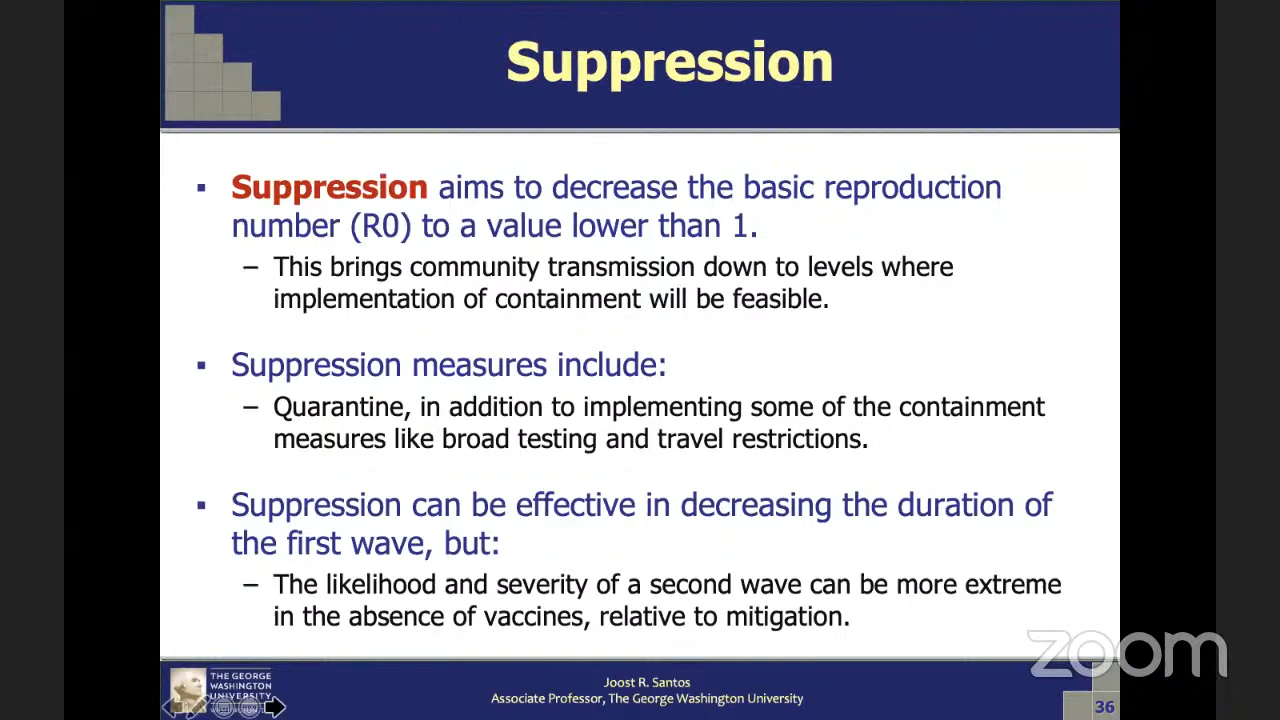 Suppression
▪ Suppression aims to decrease the basic reproduction
number (R0) to a value lower than 1.
– This brings community transmission down to levels where
implementation of containment will be feasible.
▪ Suppression measures include:
– Quarantine, in addition to implementing some of the containment
measures like broad testing and travel restrictions.
▪ Suppression can be effective in decreasing the duration of
the first wave, but:
– The likelihood and severity of a second wave can be more extreme
in the absence of vaccines, relative to mitigation.
zoom
THE GEORGE
WASHINGTON
UNIVERSITY
Joost R. Santos
Associate Professor, The George Washington University
36